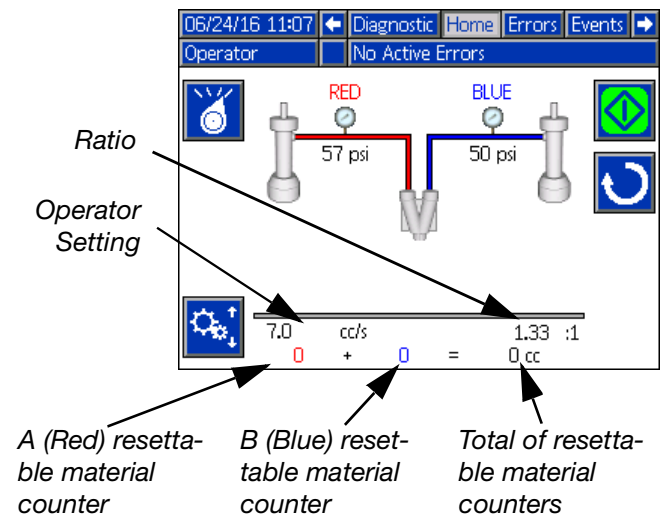 06/24/16 11:07 Diagnostic Home Errors Events
Operator No Active Errors
RED BLUE
57 psi 50 psi
Ratio
Operator
Setting
7.0 cc/s 1.33 :1
0 + 0 = 0 cc
A (Red) resetta-
ble material
counter
B (Blue) reset-
table material
counter
Total of resetta-
ble material
counters